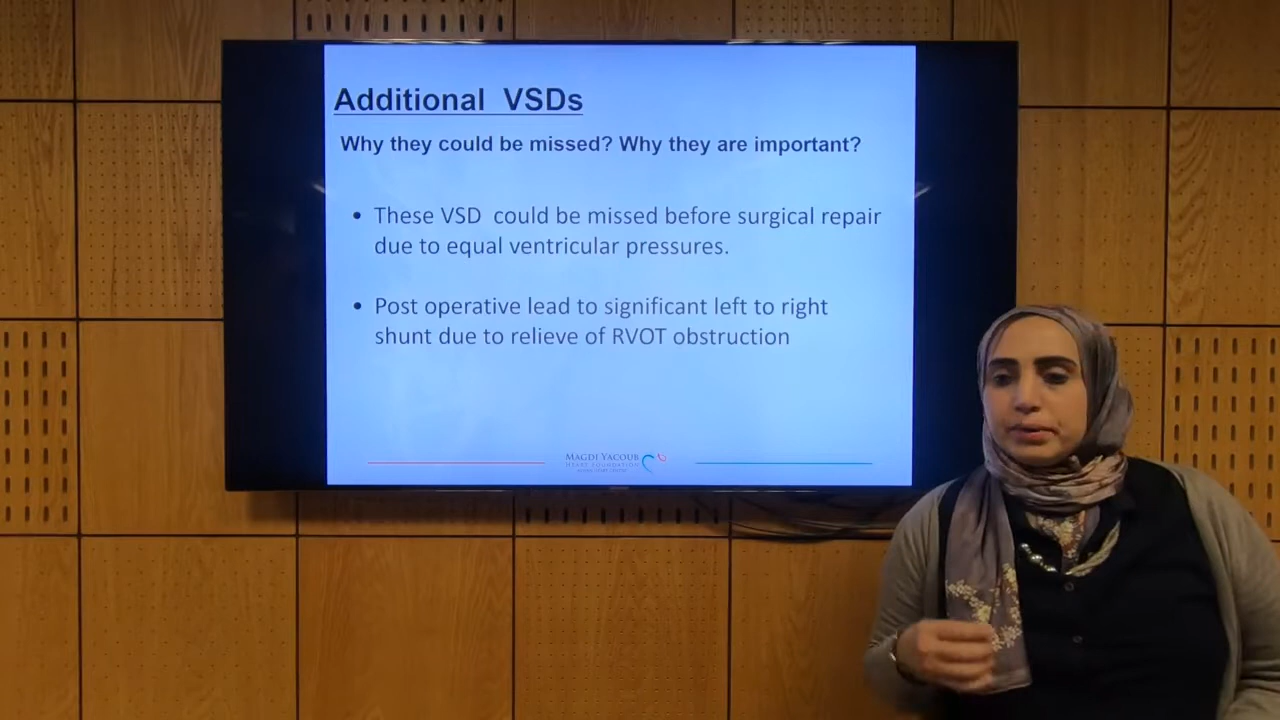 Additional VSDs
Why they could be missed? Why they are important?
• These VSD could be missed before surgical repair
due to equal ventricular pressures.
• Post operative lead to significant left to right
shunt due to relieve of RVOT obstruction
MAGDI YACOUB
HEART FOUNDATION